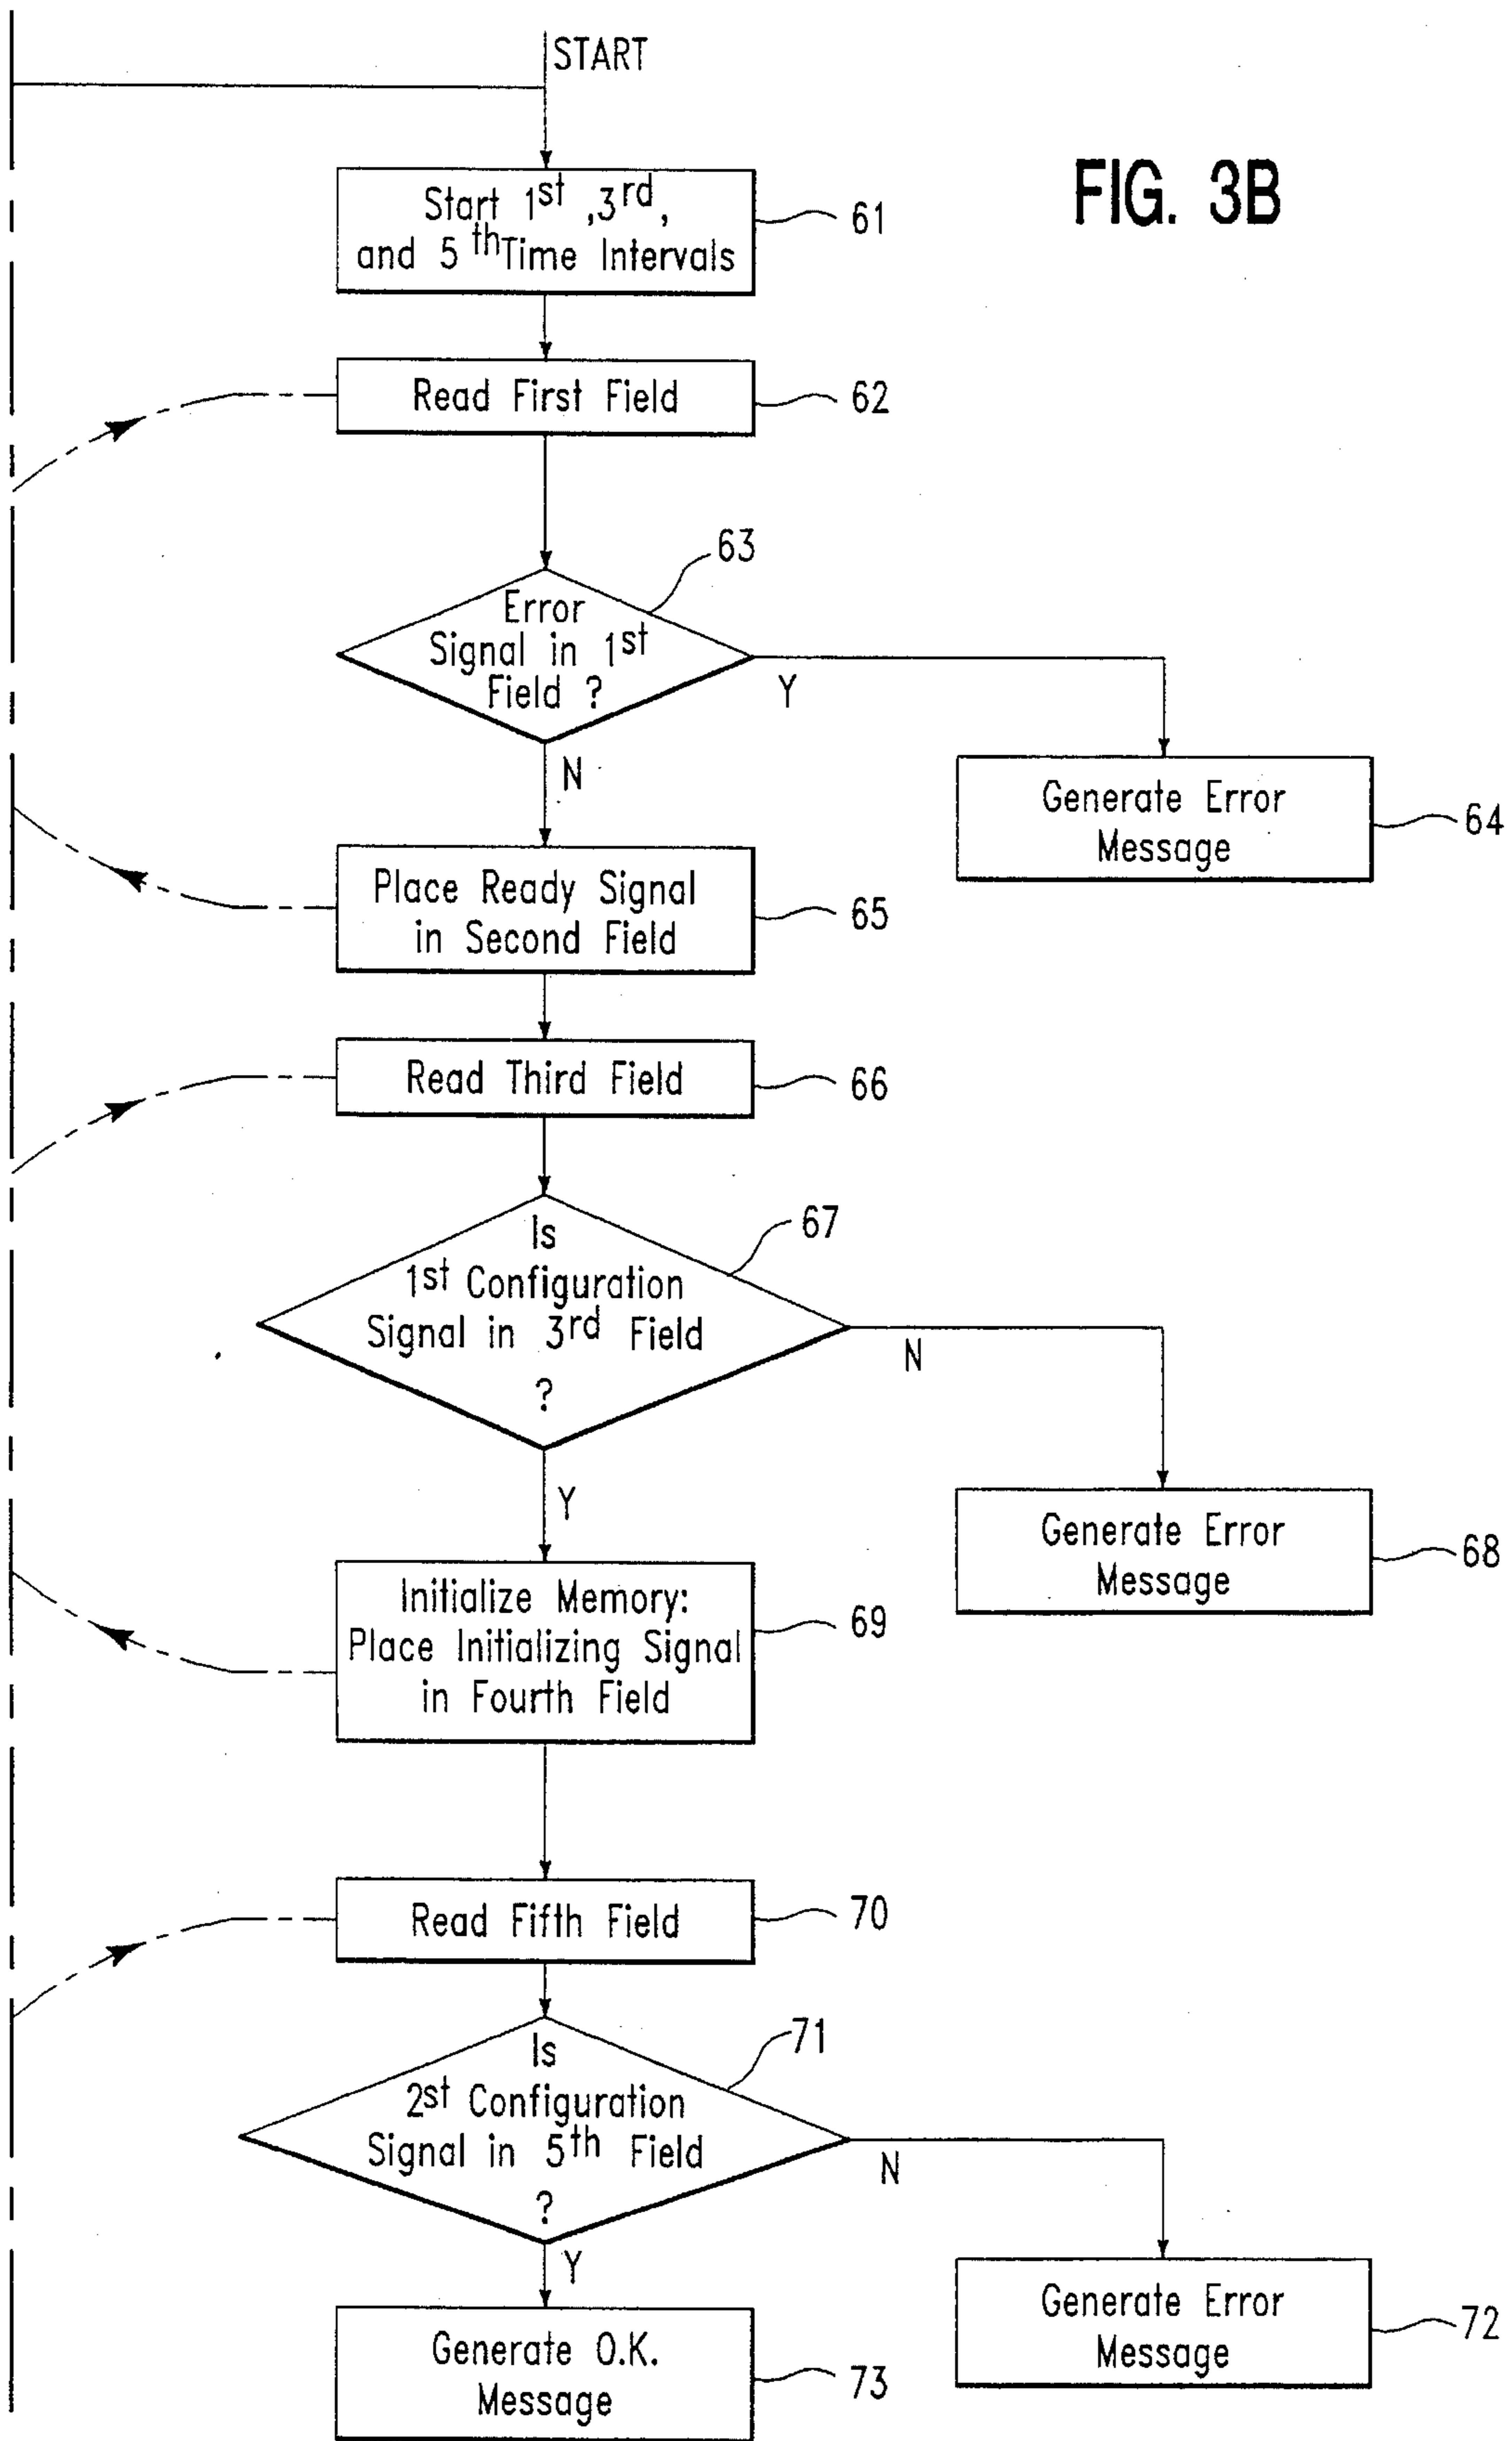 START
FIG. 3B
Start 1st ,3rd,
and 5th Time Intervals
61
Read First Field
62
63
Error
Signal in 1st
Field ?
Y
N
Generate Error
Message
64
Place Ready Signal
in Second Field
65
Read Third Field
66
67
Is
1st Configuration
Signal in 3rd Field
?
N
Y
Generate Error
Message
68
Initialize Memory:
Place Initializing Signal
in Fourth Field
69
Read Fifth Field
70
71
Is
2st Configuration
Signal in 5th Field
?
N
Y
Generate Error
Message
72
Generate O.K.
Message
73